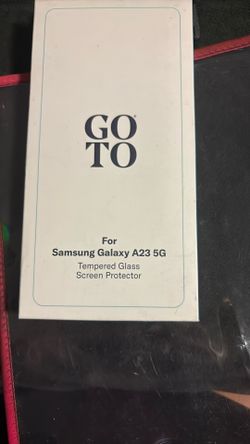 GO
TO
For
Samsung Galaxy A23 5G
Tempered Glass
Screen Protector